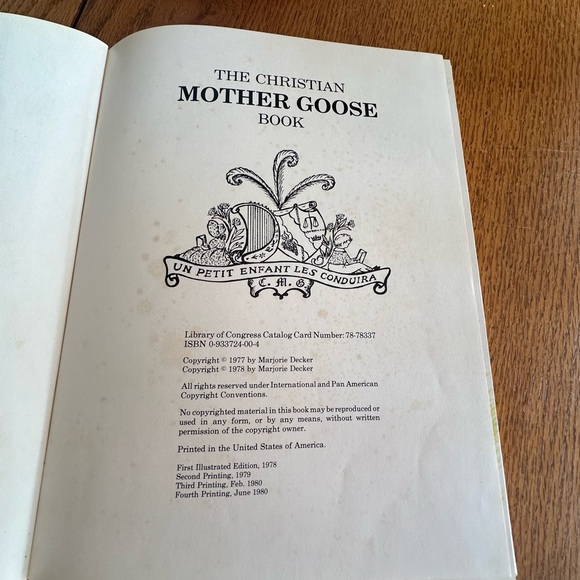 THE CHRISTIAN
MOTHER GOOSE
BOOK
UN PETIT ENFANT LES CONDUIRA
C. M. G.
Library of Congress Catalog Card Number: 78-78337
ISBN 0-933724-00-4
Copyright © 1977 by Marjorie Decker
Copyright © 1978 by Marjorie Decker
All rights reserved under International and Pan American
Copyright Conventions.
No copyrighted material in this book may be reproduced or
used in any form, or by any means, without written
permission of the copyright owner.
Printed in the United States of America.
First Illustrated Edition, 1978
Second Printing, 1979
Third Printing, Feb. 1980
Fourth Printing, June 1980